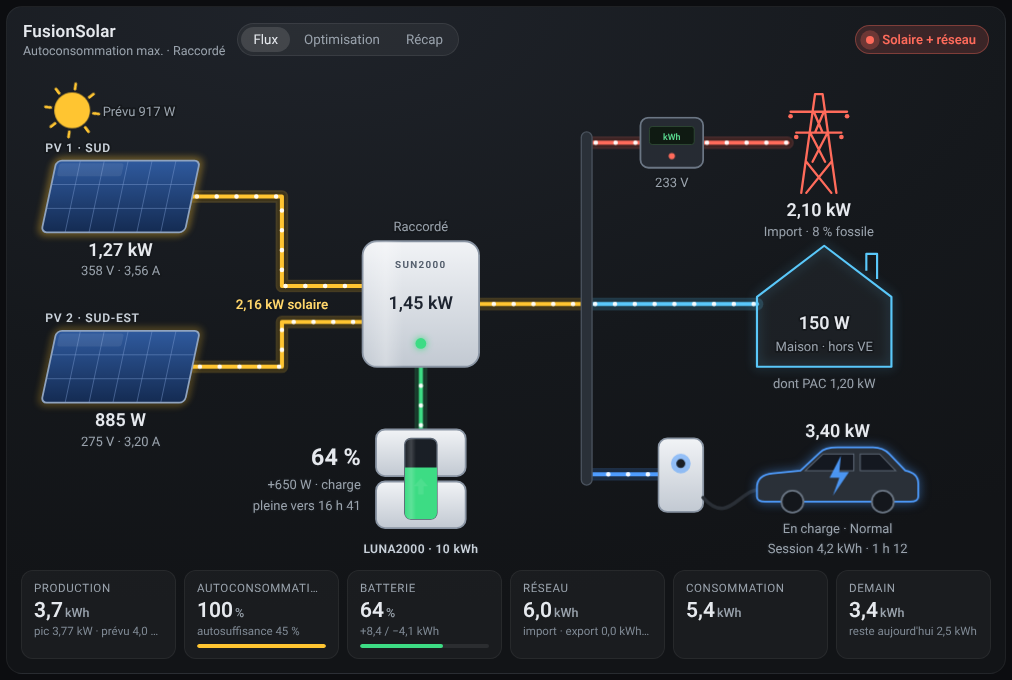 FusionSolar
Autoconsommation max. · Raccordé
Flux
Optimisation
Récap
Solaire + réseau
Prévu 917 W
PV 1 · SUD
1,27 kW
358 V · 3,56 A
PV 2 · SUD-EST
885 W
275 V · 3,20 A
2,16 kW solaire
Raccordé
SUN2000
1,45 kW
64 %
+650 W · charge
pleine vers 16 h 41
LUNA2000 · 10 kWh
kWh
233 V
2,10 kW
Import · 8 % fossile
150 W
Maison · hors VE
dont PAC 1,20 kW
3,40 kW
En charge · Normal
Session 4,2 kWh · 1 h 12
PRODUCTION
3,7 kWh
pic 3,77 kW · prévu 4,0 ...
AUTOCONSOMMATI...
100 %
autosuffisance 45 %
BATTERIE
64 %
+8,4 / −4,1 kWh
RÉSEAU
6,0 kWh
import · export 0,0 kWh...
CONSOMMATION
5,4 kWh
DEMAIN
3,4 kWh
reste aujourd'hui 2,5 kWh